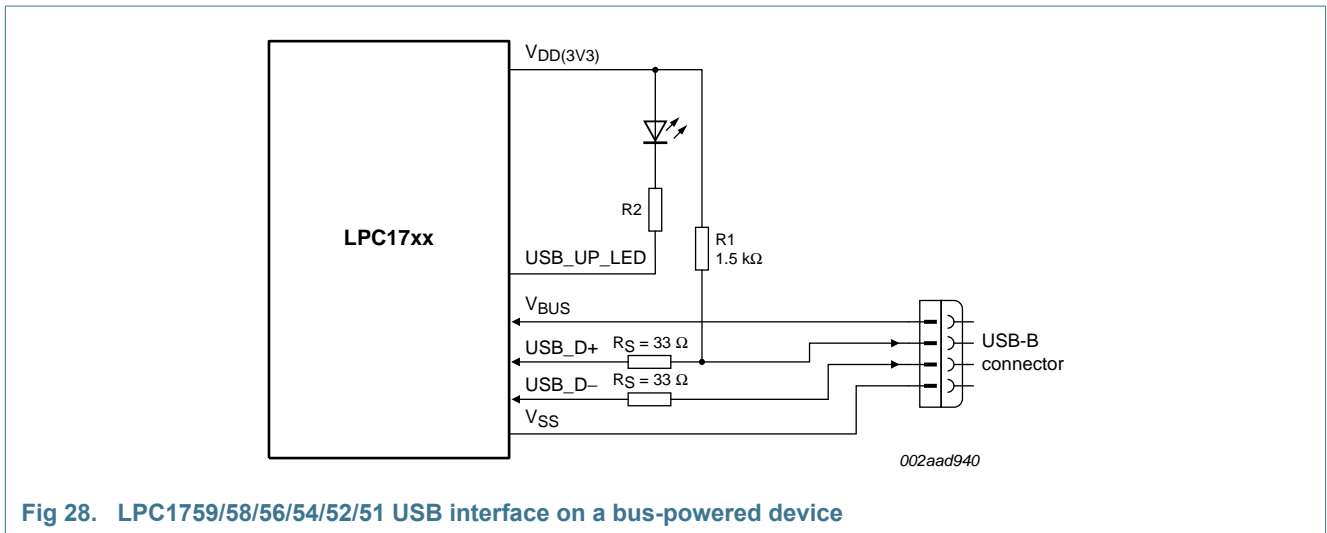 VDD(3V3)
R2
LPC17xx
R1
1.5 kΩ
USB_UP_LED
VBUS
USB_D+
RS = 33 Ω
USB_D−
RS = 33 Ω
VSS
USB-B
connector
002aad940
Fig 28. LPC1759/58/56/54/52/51 USB interface on a bus-powered device